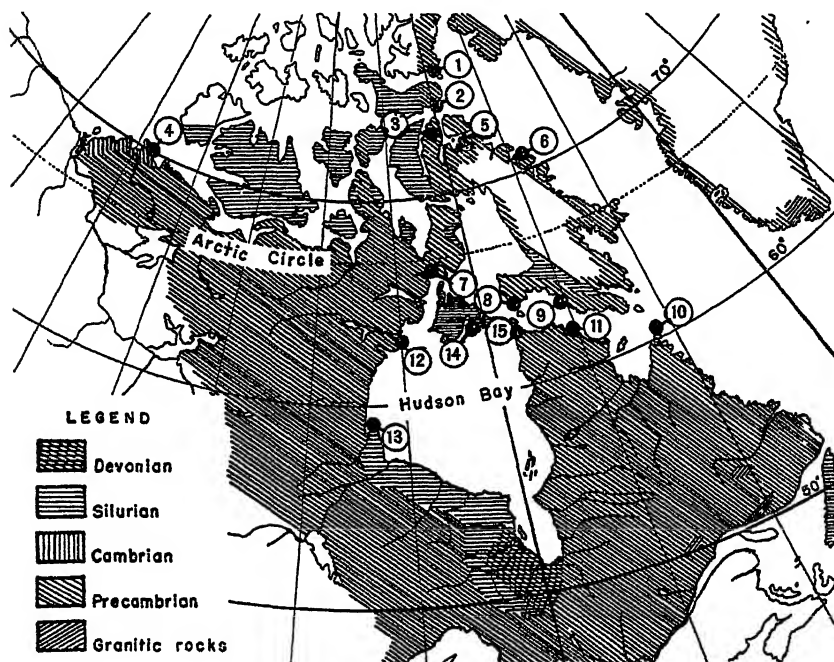 1
2
3
4
5
6
70°
Arctic Circle
60°
7
8
9
10
11
12
14
15
Hudson Bay
13
LEGEND
Devonian
Silurian
Cambrian
Precambrian
Granitic rocks
50°